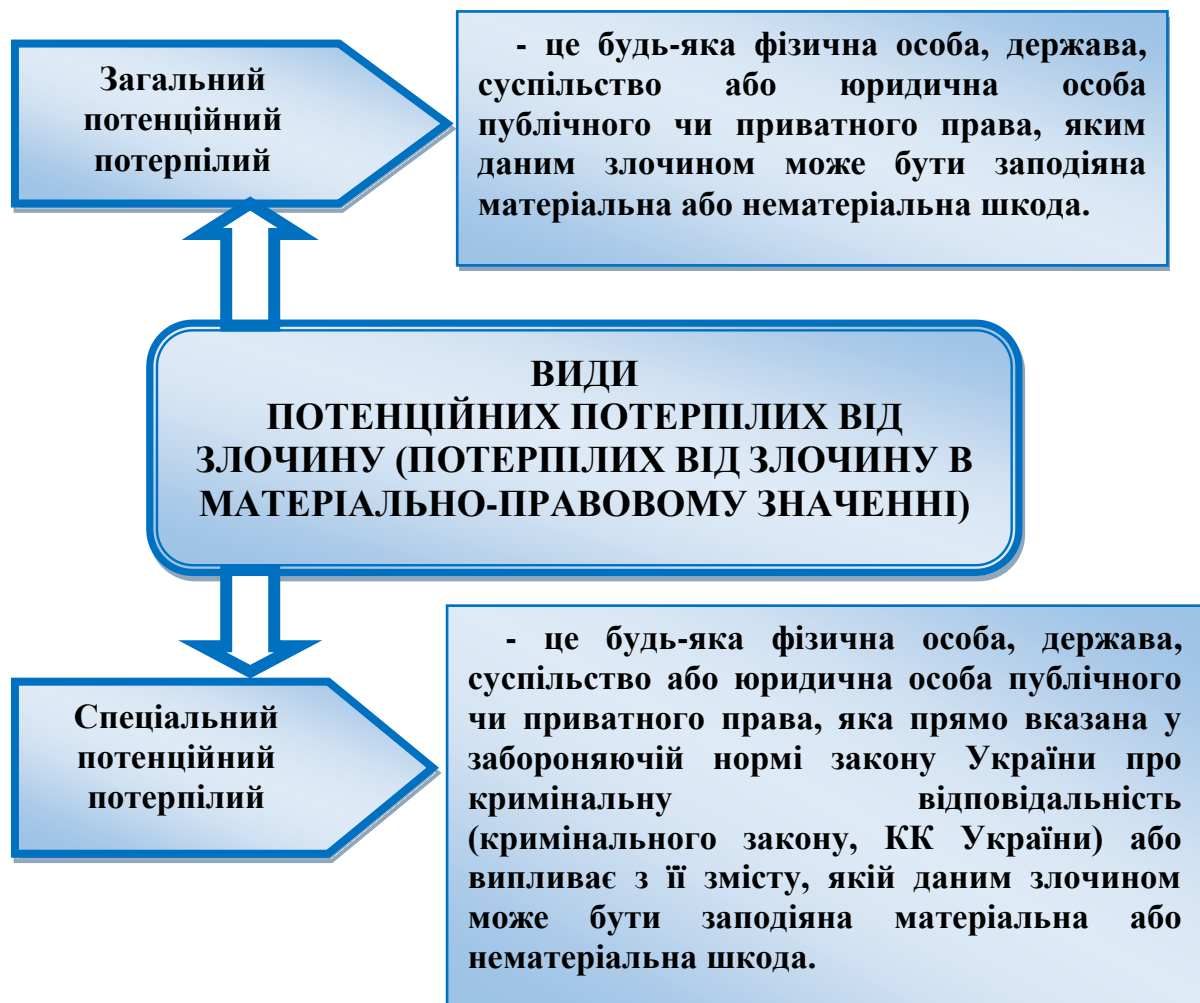 Загальний
потенційний
потерпілий
- це будь-яка фізична особа, держава,
суспільство або юридична особа
публічного чи приватного права, яким
даним злочином може бути заподіяна
матеріальна або нематеріальна шкода.
ВИДИ
ПОТЕНЦІЙНИХ ПОТЕРПІЛИХ ВІД
ЗЛОЧИНУ (ПОТЕРПІЛИХ ВІД ЗЛОЧИНУ В
МАТЕРІАЛЬНО-ПРАВОВОМУ ЗНАЧЕННІ)
Спеціальний
потенційний
потерпілий
- це будь-яка фізична особа, держава,
суспільство або юридична особа публічного
чи приватного права, яка прямо вказана у
забороняючій нормі закону України про
кримінальну відповідальність
(кримінального закону, КК України) або
випливає з її змісту, якій даним злочином
може бути заподіяна матеріальна або
нематеріальна шкода.